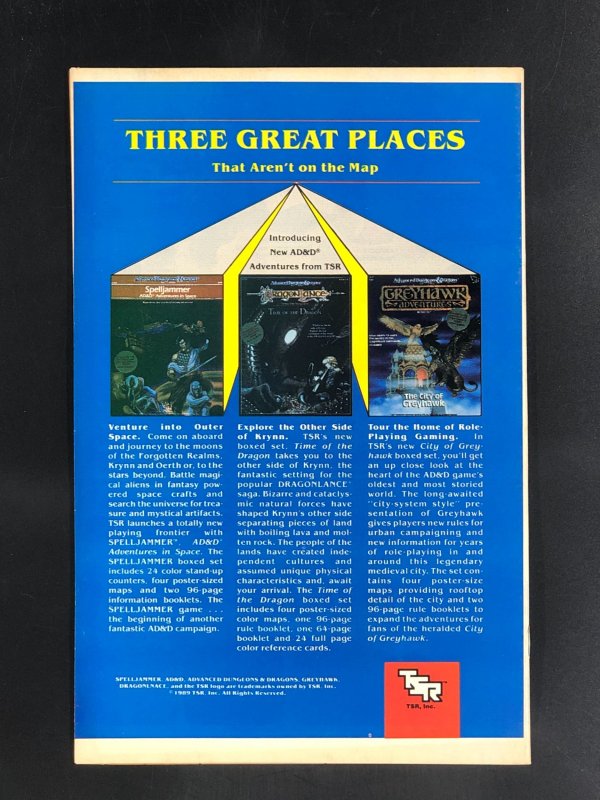 THREE GREAT PLACES
That Aren't on the Map
Introducing
New AD&D®
Adventures from TSR
Advanced Dungeons & Dragons
Spelljammer
AD&D® Adventures in Space
Advanced Dungeons & Dragons
DragonLance
TIME OF THE DRAGON
Advanced Dungeons & Dragons
GREYHAWK
ADVENTURES
The City of
Greyhawk
Venture into Outer
Space. Come on aboard
and journey to the moons
of the Forgotten Realms,
Krynn and Oerth or, to the
stars beyond. Battle magi-
cal aliens in fantasy pow-
ered space crafts and
search the universe for trea-
sure and mystical artifacts.
TSR launches a totally new
playing frontier with
SPELLJAMMER™, AD&D®
Adventures in Space. The
SPELLJAMMER boxed set
includes 24 color stand-up
counters, four poster-sized
maps and two 96-page
information booklets. The
SPELLJAMMER game . . .
the beginning of another
fantastic AD&D campaign.
Explore the Other Side
of Krynn. TSR's new
boxed set, Time of the
Dragon takes you to the
other side of Krynn, the
fantastic setting for the
popular DRAGONLANCE®
saga. Bizarre and cataclys-
mic natural forces have
shaped Krynn's other side
separating pieces of land
with boiling lava and mol-
ten rock. The people of the
lands have created inde-
pendent cultures and
assumed unique physical
characteristics and, await
your arrival. The Time of
the Dragon boxed set
includes four poster-sized
color maps, one 96-page
rule booklet, one 64-page
booklet and 24 full page
color reference cards.
Tour the Home of Role-
Playing Gaming. In
TSR's new City of Grey-
hawk boxed set, you'll get
an up close look at the
heart of the AD&D game's
oldest and most storied
world. The long-awaited
"city-system style" pre-
sentation of Greyhawk
gives players new rules for
urban campaigning and
new information for years
of role-playing in and
around this legendary
medieval city. The set con-
tains four poster-size
maps providing rooftop
detail of the city and two
96-page rule booklets to
expand the adventures for
fans of the heralded City
of Greyhawk.
SPELLJAMMER, AD&D, ADVANCED DUNGEONS & DRAGONS, GREYHAWK,
DRAGONLNACE, and the TSR logo are trademarks owned by TSR, Inc.
©1989 TSR, Inc. All Rights Reserved.
TSR
TSR, Inc.